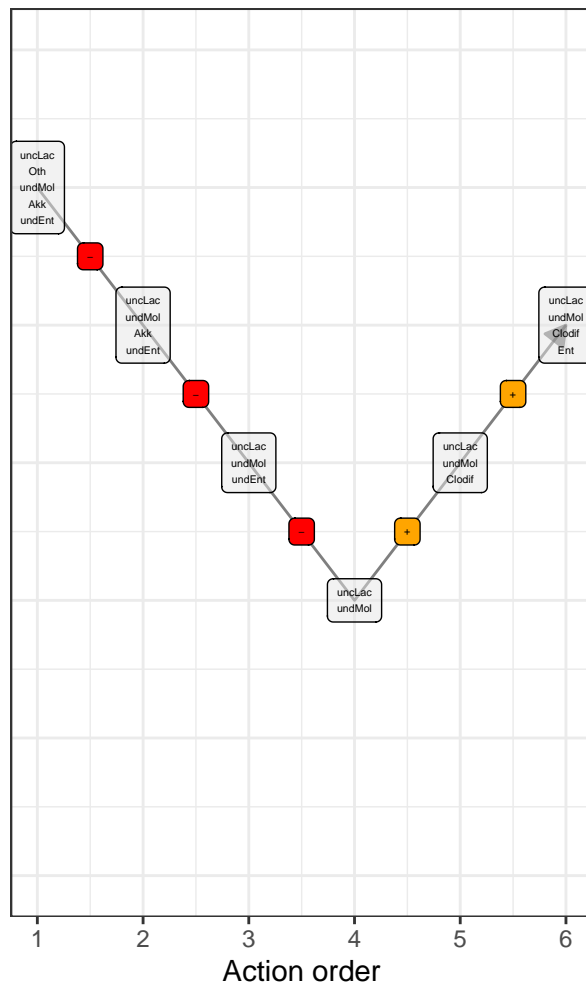 uncLac
Oth
undMol
Akk
undEnt
-
uncLac
undMol
Akk
undEnt
-
uncLac
undMol
undEnt
-
uncLac
undMol
+
uncLac
undMol
Clodif
+
uncLac
undMol
Clodif
Ent
1 2 3 4 5 6
Action order